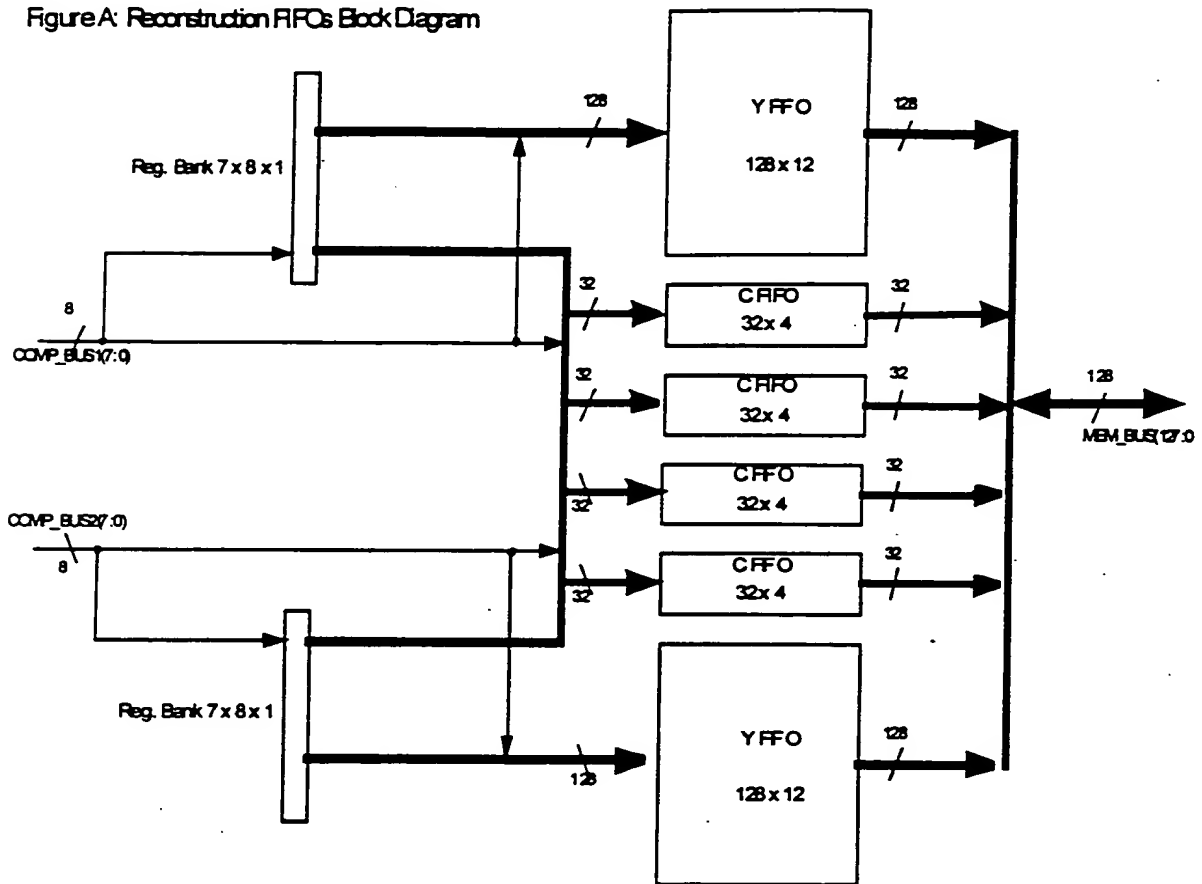 Figure A: Reconstruction FIFOs Block Diagram
128
Y FIFO
128 x 12
128
Reg. Bank 7 x 8 x 1
8
COMP_BUS1(7:0)
32
C FIFO
32 x 4
32
32
C FIFO
32 x 4
32
128
MEM_BUS(127:0
32
C FIFO
32 x 4
32
COMP_BUS2(7:0)
8
32
C FIFO
32 x 4
32
Reg. Bank 7 x 8 x 1
128
Y FIFO
128 x 12
128